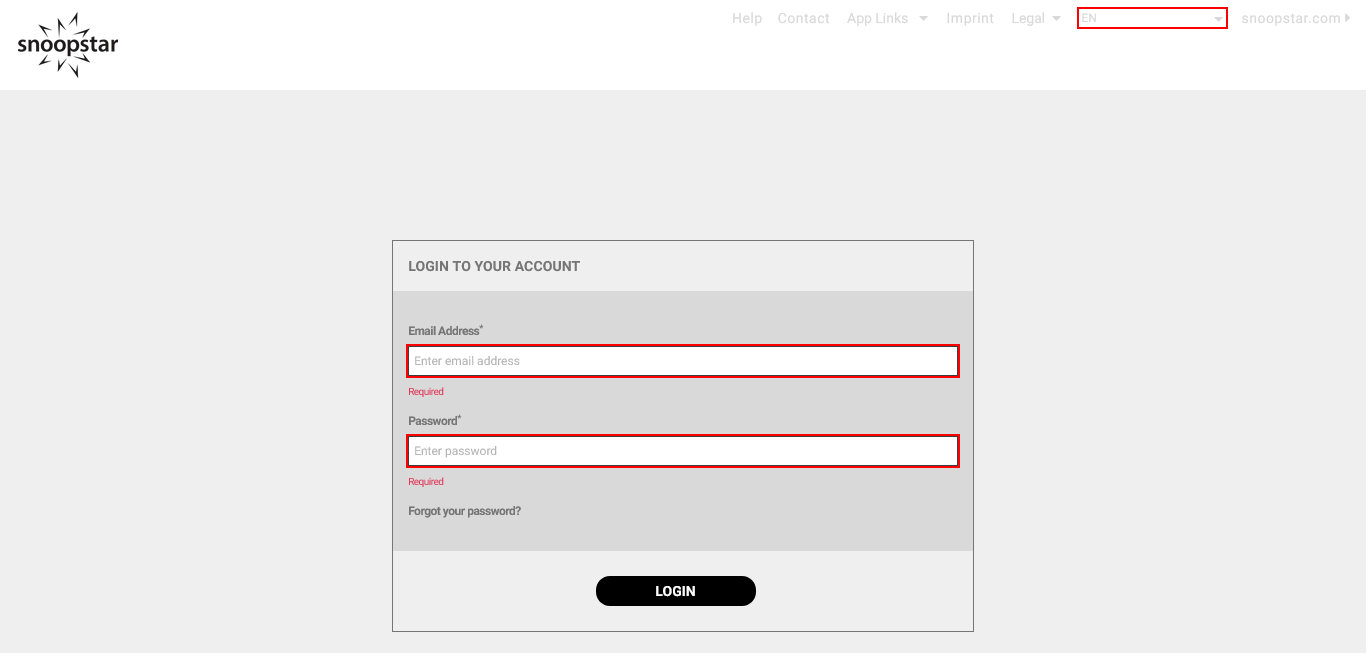 snoopstar
Help Contact App Links Imprint Legal EN snoopstar.com
LOGIN TO YOUR ACCOUNT
Email Address*
Enter email address
Required
Password*
Enter password
Required
Forgot your password?
LOGIN